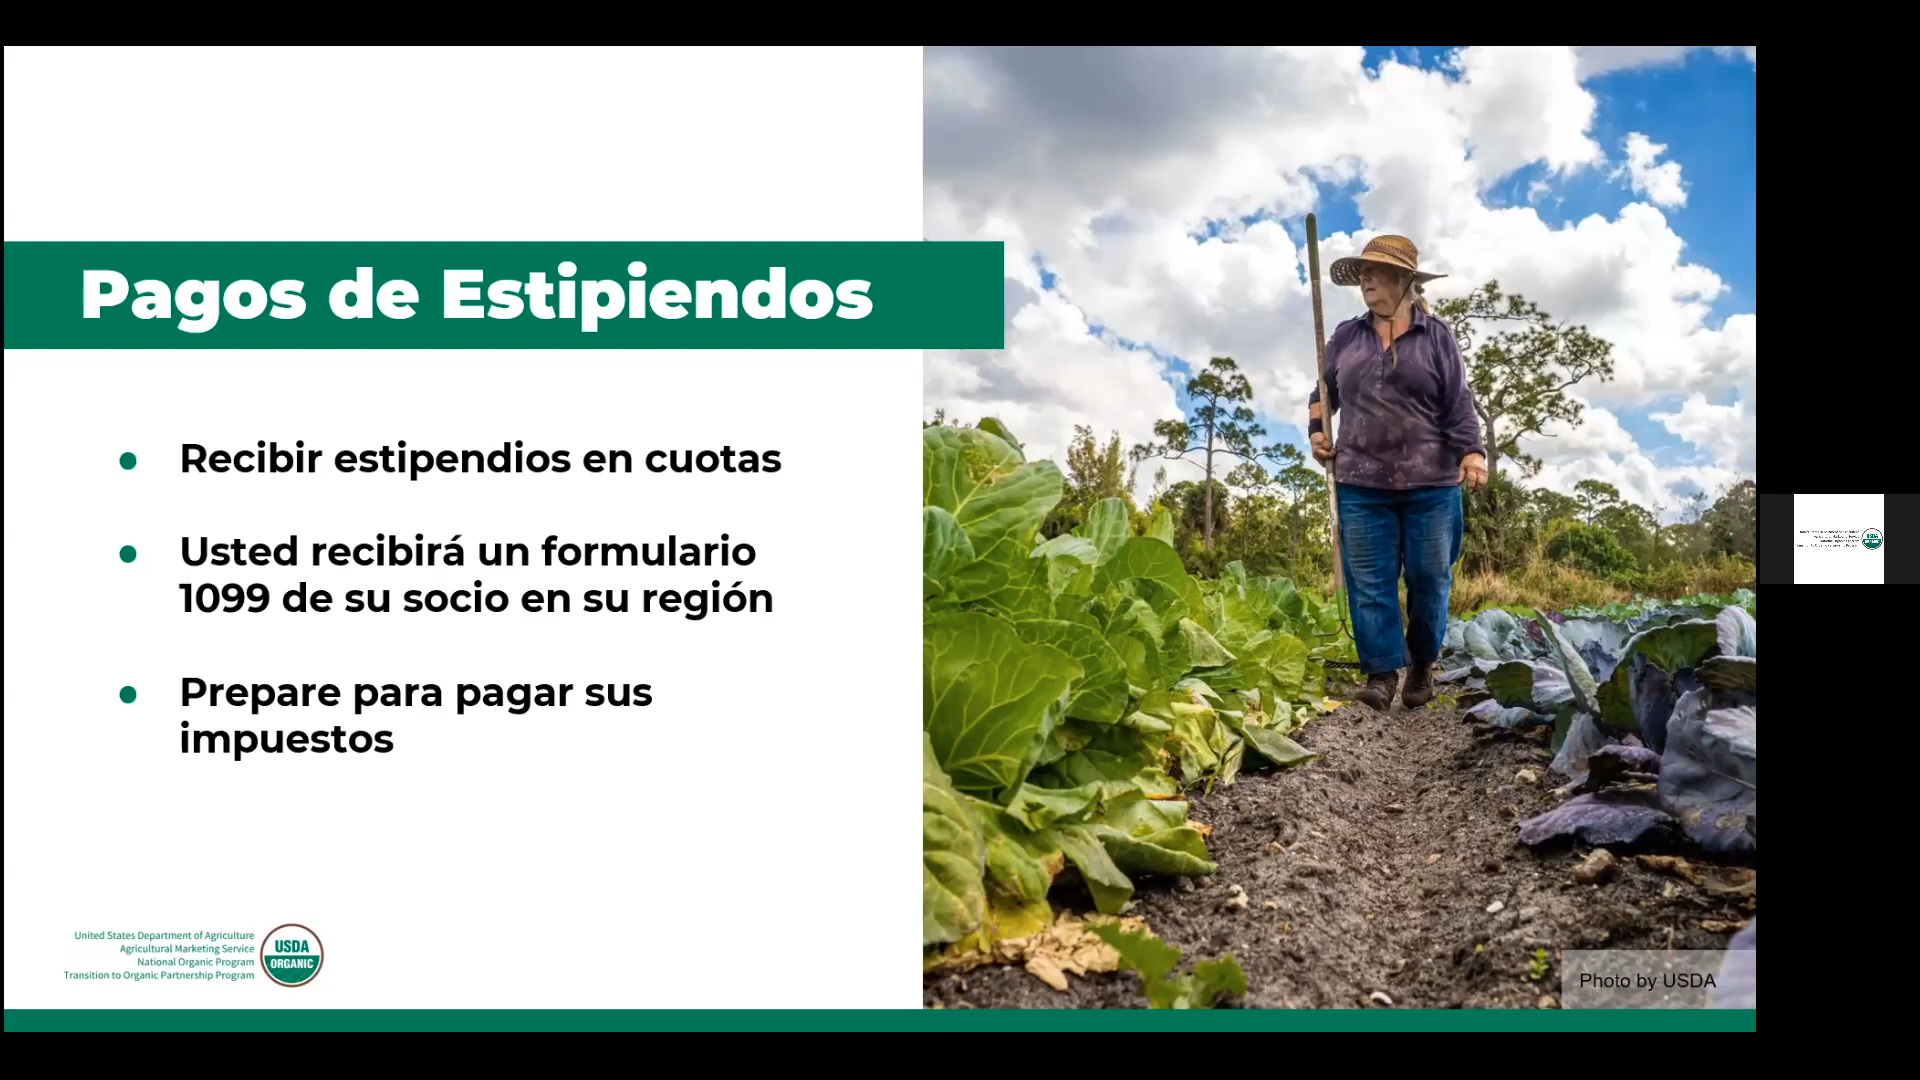 Pagos de Estipiendos
Recibir estipendios en cuotas
Usted recibirá un formulario
1099 de su socio en su región
Prepare para pagar sus
impuestos
United States Department of Agriculture
Agricultural Marketing Service
National Organic Program
Transition to Organic Partnership Program
USDA
ORGANIC
Photo by USDA